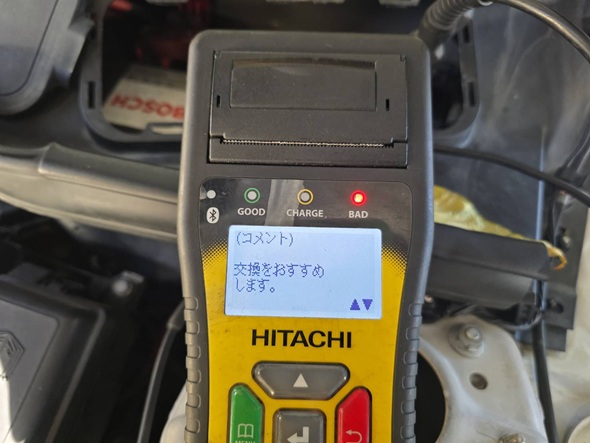 BOSCH
GOOD CHARGE BAD
(コメント)
交換をおすすめ
します。
HITACHI
MENU